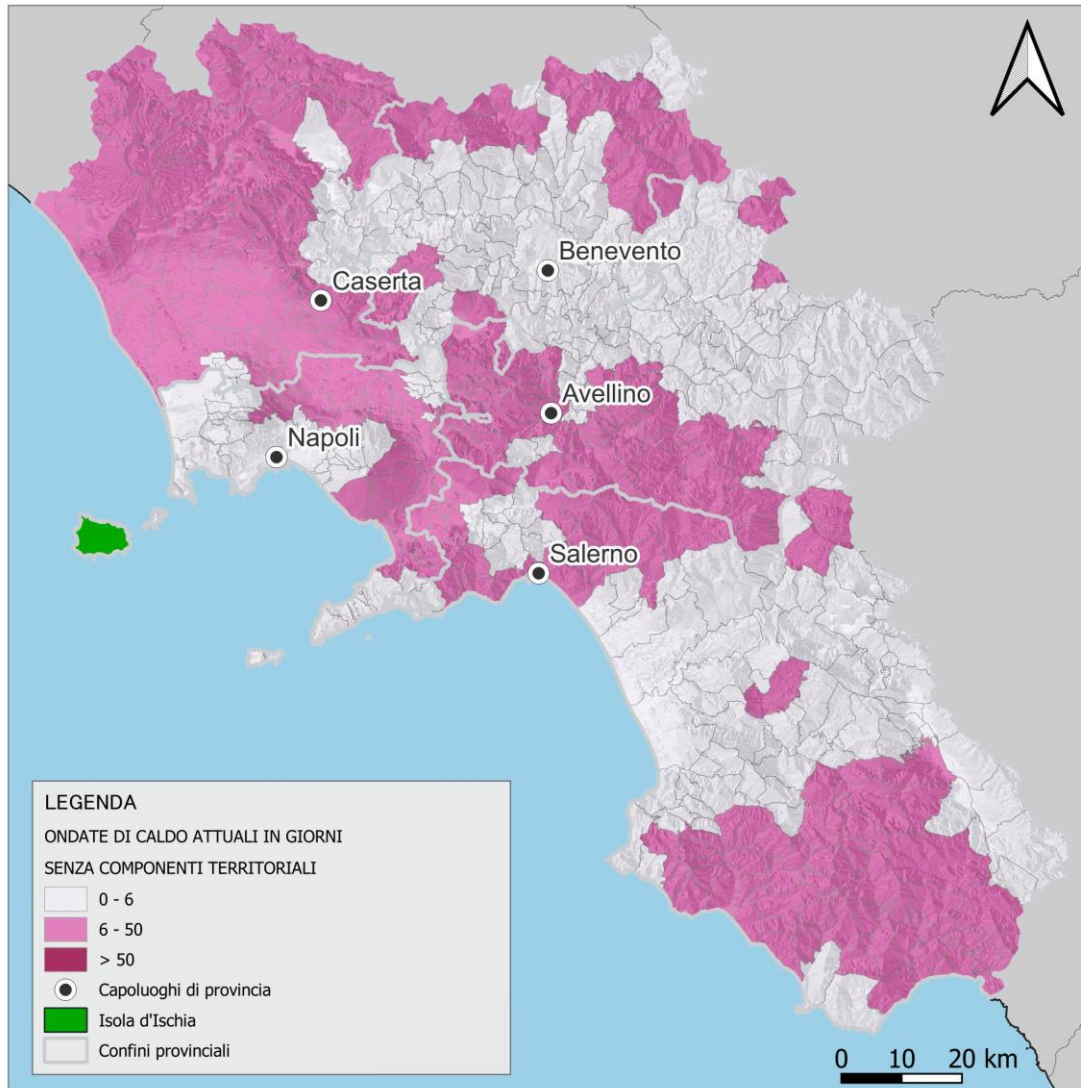 Benevento
Caserta
Avellino
Napoli
Salerno
LEGENDA
ONDATE DI CALDO ATTUALI IN GIORNI
SENZA COMPONENTI TERRITORIALI
0 - 6
6 - 50
> 50
Capoluoghi di provincia
Isola d'Ischia
Confini provinciali
0 10 20 km